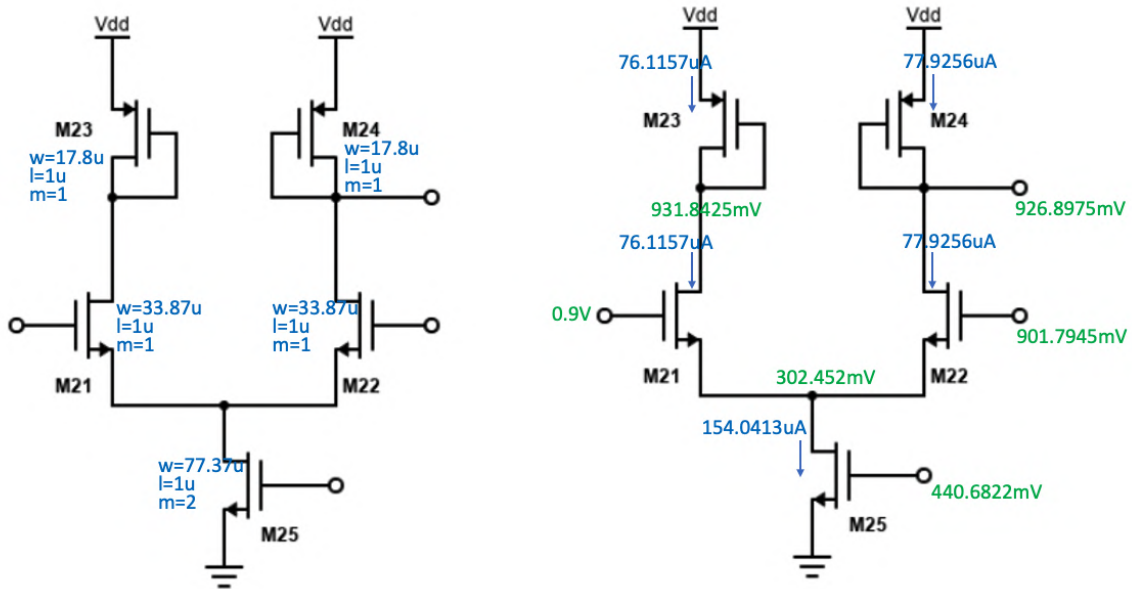 Vdd
Vdd
M23
w=17.8u
l=1u
m=1
M24
w=17.8u
l=1u
m=1
w=33.87u
l=1u
m=1
w=33.87u
l=1u
m=1
M21
M22
w=77.37u
l=1u
m=2
M25
Vdd
Vdd
76.1157uA
77.9256uA
M23
M24
931.8425mV
926.8975mV
76.1157uA
77.9256uA
0.9V
901.7945mV
M21
302.452mV
M22
154.0413uA
440.6822mV
M25